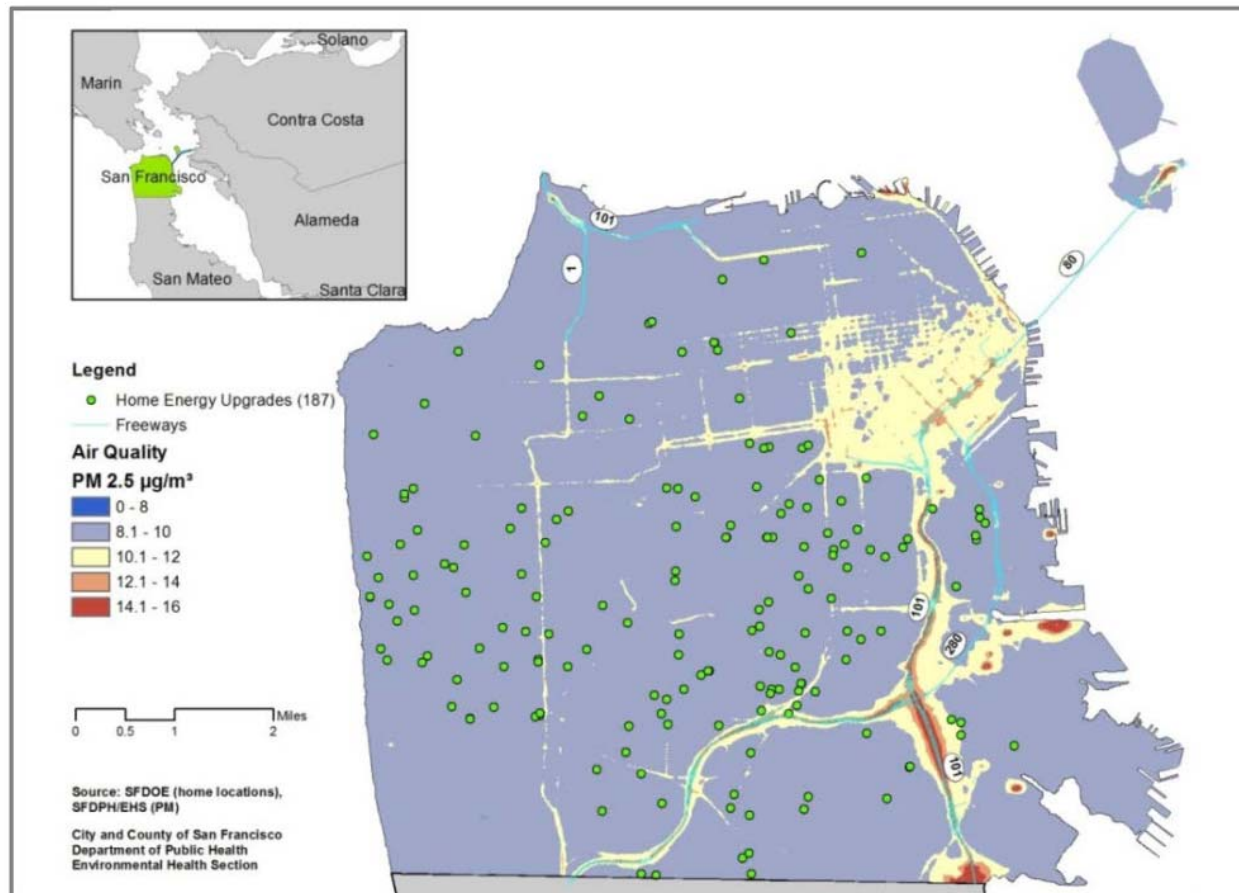 Solano
Marin
Contra Costa
San Francisco
Alameda
San Mateo
Santa Clara
101
1
80
Legend
Home Energy Upgrades (187)
Freeways
Air Quality
PM 2.5 µg/m³
0 - 8
8.1 - 10
10.1 - 12
12.1 - 14
14.1 - 16
101
280
101
Miles
0 0.5 1 2
Source: SFDOE (home locations),
SFDPH/EHS (PM)
City and County of San Francisco
Department of Public Health
Environmental Health Section